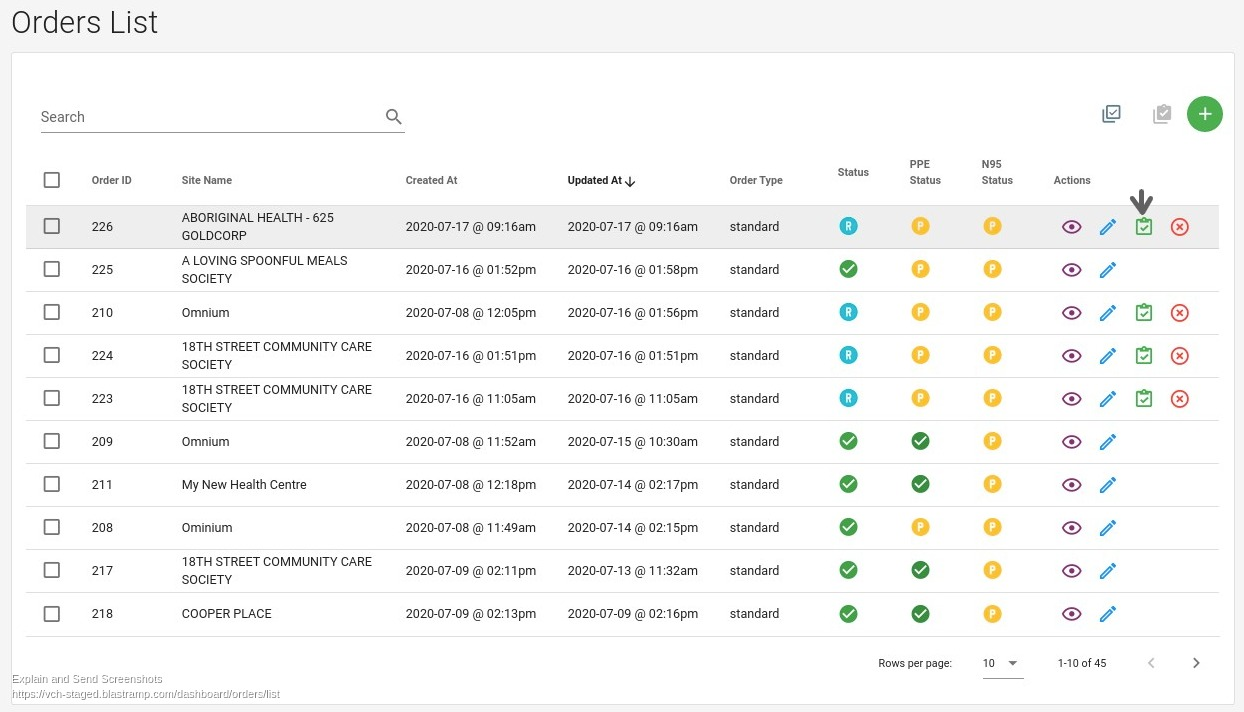 Orders List
Search
Order ID Site Name Created At Updated At Order Type Status PPE Status N95 Status Actions
226 ABORIGINAL HEALTH - 625 GOLDCORP 2020-07-17 @ 09:16am 2020-07-17 @ 09:16am standard R P P
225 A LOVING SPOONFUL MEALS SOCIETY 2020-07-16 @ 01:52pm 2020-07-16 @ 01:58pm standard P P
210 Omnium 2020-07-08 @ 12:05pm 2020-07-16 @ 01:56pm standard R P P
224 18TH STREET COMMUNITY CARE SOCIETY 2020-07-16 @ 01:51pm 2020-07-16 @ 01:51pm standard R P P
223 18TH STREET COMMUNITY CARE SOCIETY 2020-07-16 @ 11:05am 2020-07-16 @ 11:05am standard R P P
209 Omnium 2020-07-08 @ 11:52am 2020-07-15 @ 10:30am standard P
211 My New Health Centre 2020-07-08 @ 12:18pm 2020-07-14 @ 02:17pm standard P
208 Ominium 2020-07-08 @ 11:49am 2020-07-14 @ 02:15pm standard P P
217 18TH STREET COMMUNITY CARE SOCIETY 2020-07-09 @ 02:11pm 2020-07-13 @ 11:32am standard P
218 COOPER PLACE 2020-07-09 @ 02:13pm 2020-07-09 @ 02:16pm standard P
Rows per page: 10 1-10 of 45
Explain and Send Screenshots
https://vch-staged.blastramp.com/dashboard/orders/list